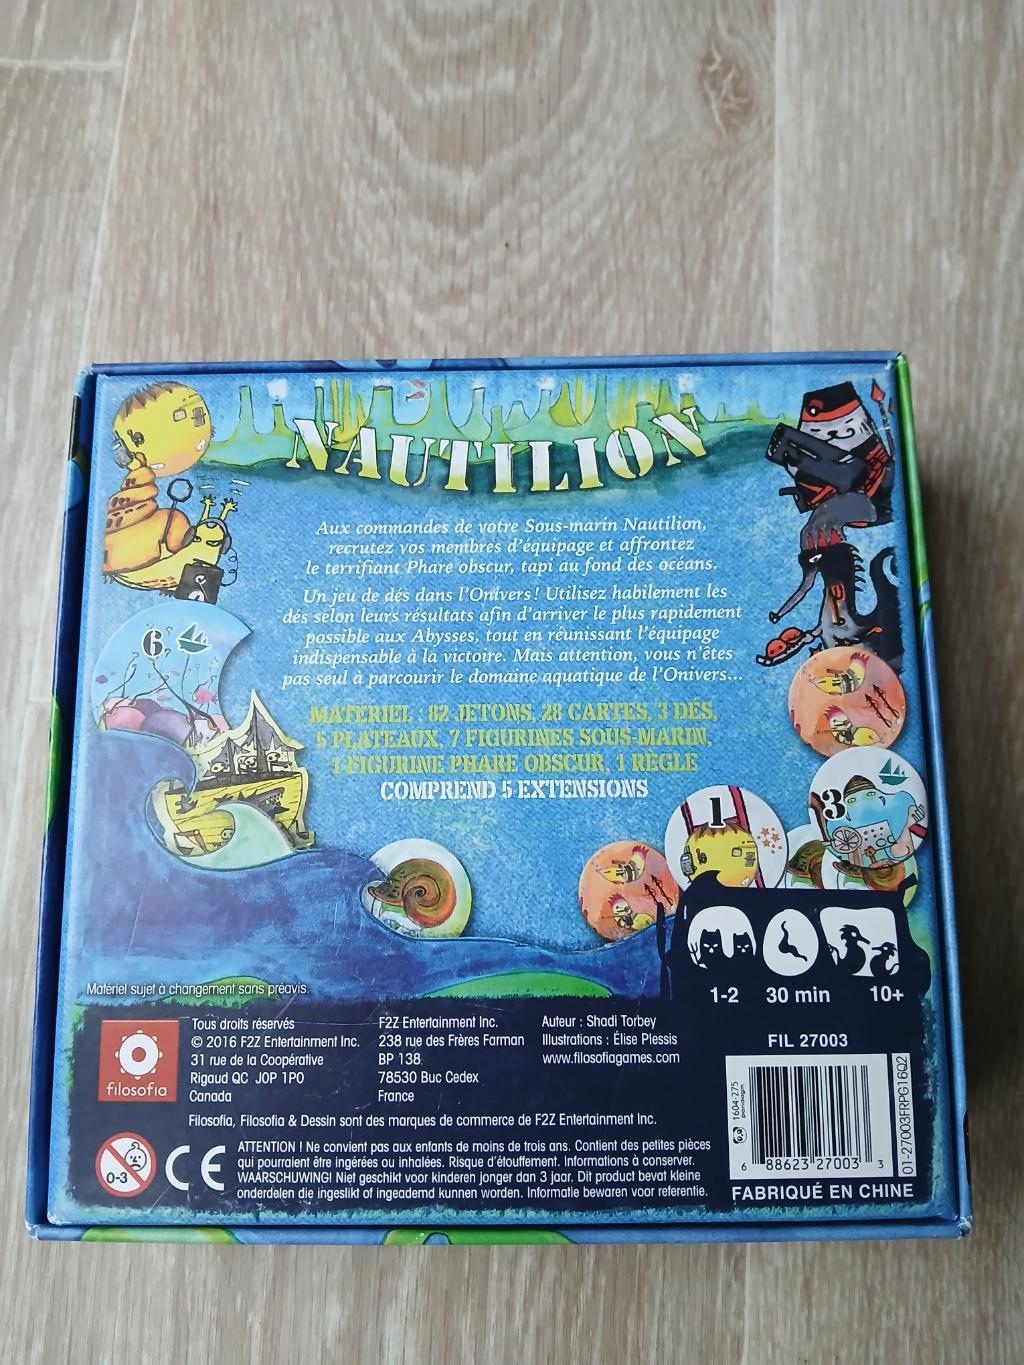 NAUTILION
Aux commandes de votre Sous-marin Nautilion,
recrutez vos membres d'équipage et affrontez
le terrifiant Phare obscur, tapi au fond des océans.
Un jeu de dés dans l'Onivers! Utilisez habilement les
dés selon leurs résultats afin d'arriver le plus rapidement
possible aux Abysses, tout en réunissant l'équipage
indispensable à la victoire. Mais attention, vous n'êtes
pas seul à parcourir le domaine aquatique de l'Onivers...
MATÉRIEL : 82 JETONS, 28 CARTES, 3 DÉS,
5 PLATEAUX, 7 FIGURINES SOUS-MARIN,
1 FIGURINE PHARE OBSCUR, 1 RÈGLE
COMPREND 5 EXTENSIONS
6
1
3
Matériel sujet à changement sans préavis.
1-2 30 min 10+
filosofia
Tous droits réservés
© 2016 F2Z Entertainment Inc.
31 rue de la Coopérative
Rigaud QC J0P 1P0
Canada
F2Z Entertainment Inc.
238 rue des Frères Farman
BP 138
78530 Buc Cedex
France
Auteur : Shadi Torbey
Illustrations : Élise Plessis
www.filosofiagames.com
Filosofia, Filosofia & Dessin sont des marques de commerce de F2Z Entertainment Inc.
FIL 27003
1604-275
pandagm
6 88623 27003 3
01-27003FRPG16Q2
FABRIQUÉ EN CHINE
0-3
CE
ATTENTION ! Ne convient pas aux enfants de moins de trois ans. Contient des petites pièces
qui pourraient être ingérées ou inhalées. Risque d'étouffement. Informations à conserver.
WAARSCHUWING! Niet geschikt voor kinderen jonger dan 3 jaar. Dit product bevat kleine
onderdelen die ingeslikt of ingeademd kunnen worden. Informatie bewaren voor referentie.